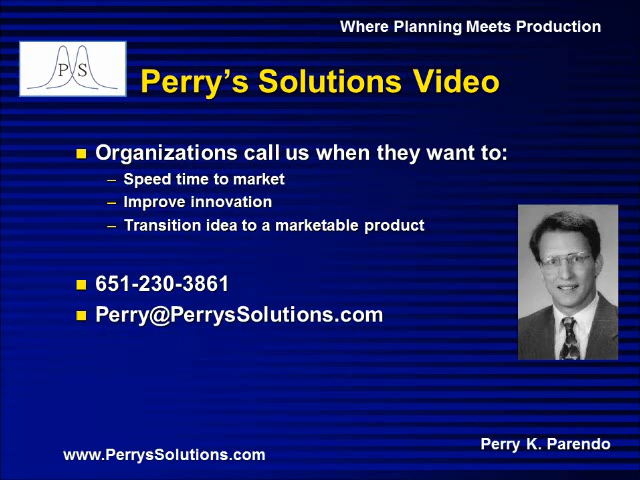 Where Planning Meets Production
P S
Perry's Solutions Video
Organizations call us when they want to:
– Speed time to market
– Improve innovation
– Transition idea to a marketable product
651-230-3861
Perry@PerrysSolutions.com
Perry K. Parendo
www.PerrysSolutions.com